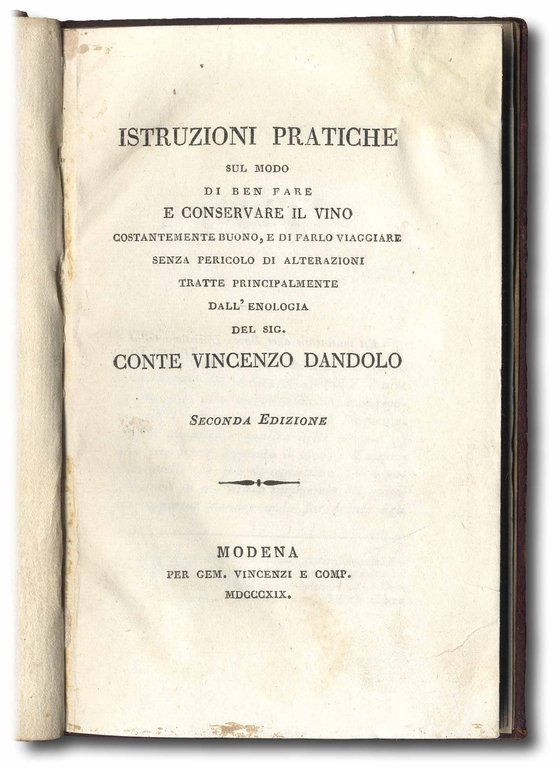 ISTRUZIONI PRATICHE
SUL MODO
DI BEN FARE
E CONSERVARE IL VINO
COSTANTEMENTE BUONO, E DI FARLO VIAGGIARE
SENZA PERICOLO DI ALTERAZIONI
TRATTE PRINCIPALMENTE
DALL' ENOLOGIA
DEL SIG.
CONTE VINCENZO DANDOLO
SECONDA EDIZIONE
MODENA
PER GEM. VINCENZI E COMP.
MDCCCXIX.